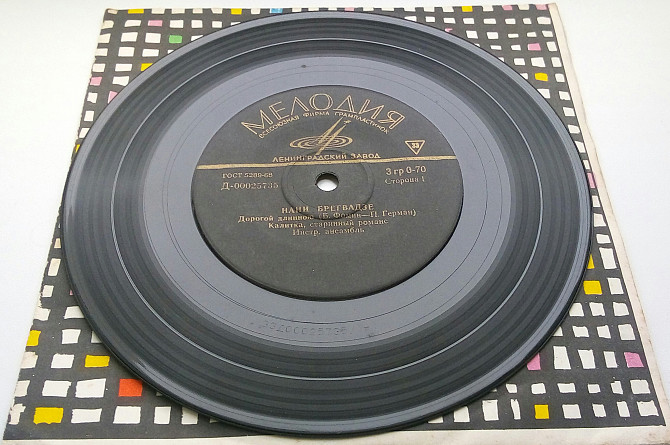 МЕЛОДИЯ
ВСЕСОЮЗНАЯ ФИРМА ГРАМПЛАСТИНОК
33
ЛЕНИНГРАДСКИЙ ЗАВОД
ГОСТ 5289-68
3 гр 0-70
Д-00025735
Сторона 1
НАНИ БРЕГВАДЗЕ
Дорогой длинною (Б. Фомин—П. Герман)
Калитка, старинный романс
Инстр. ансамбль